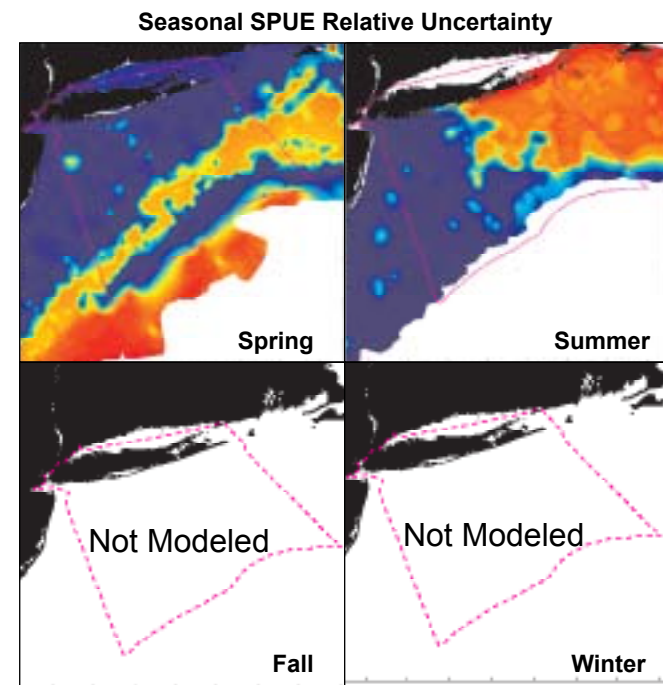 Seasonal SPUE Relative Uncertainty
Spring
Summer
Not Modeled
Fall
Not Modeled
Winter